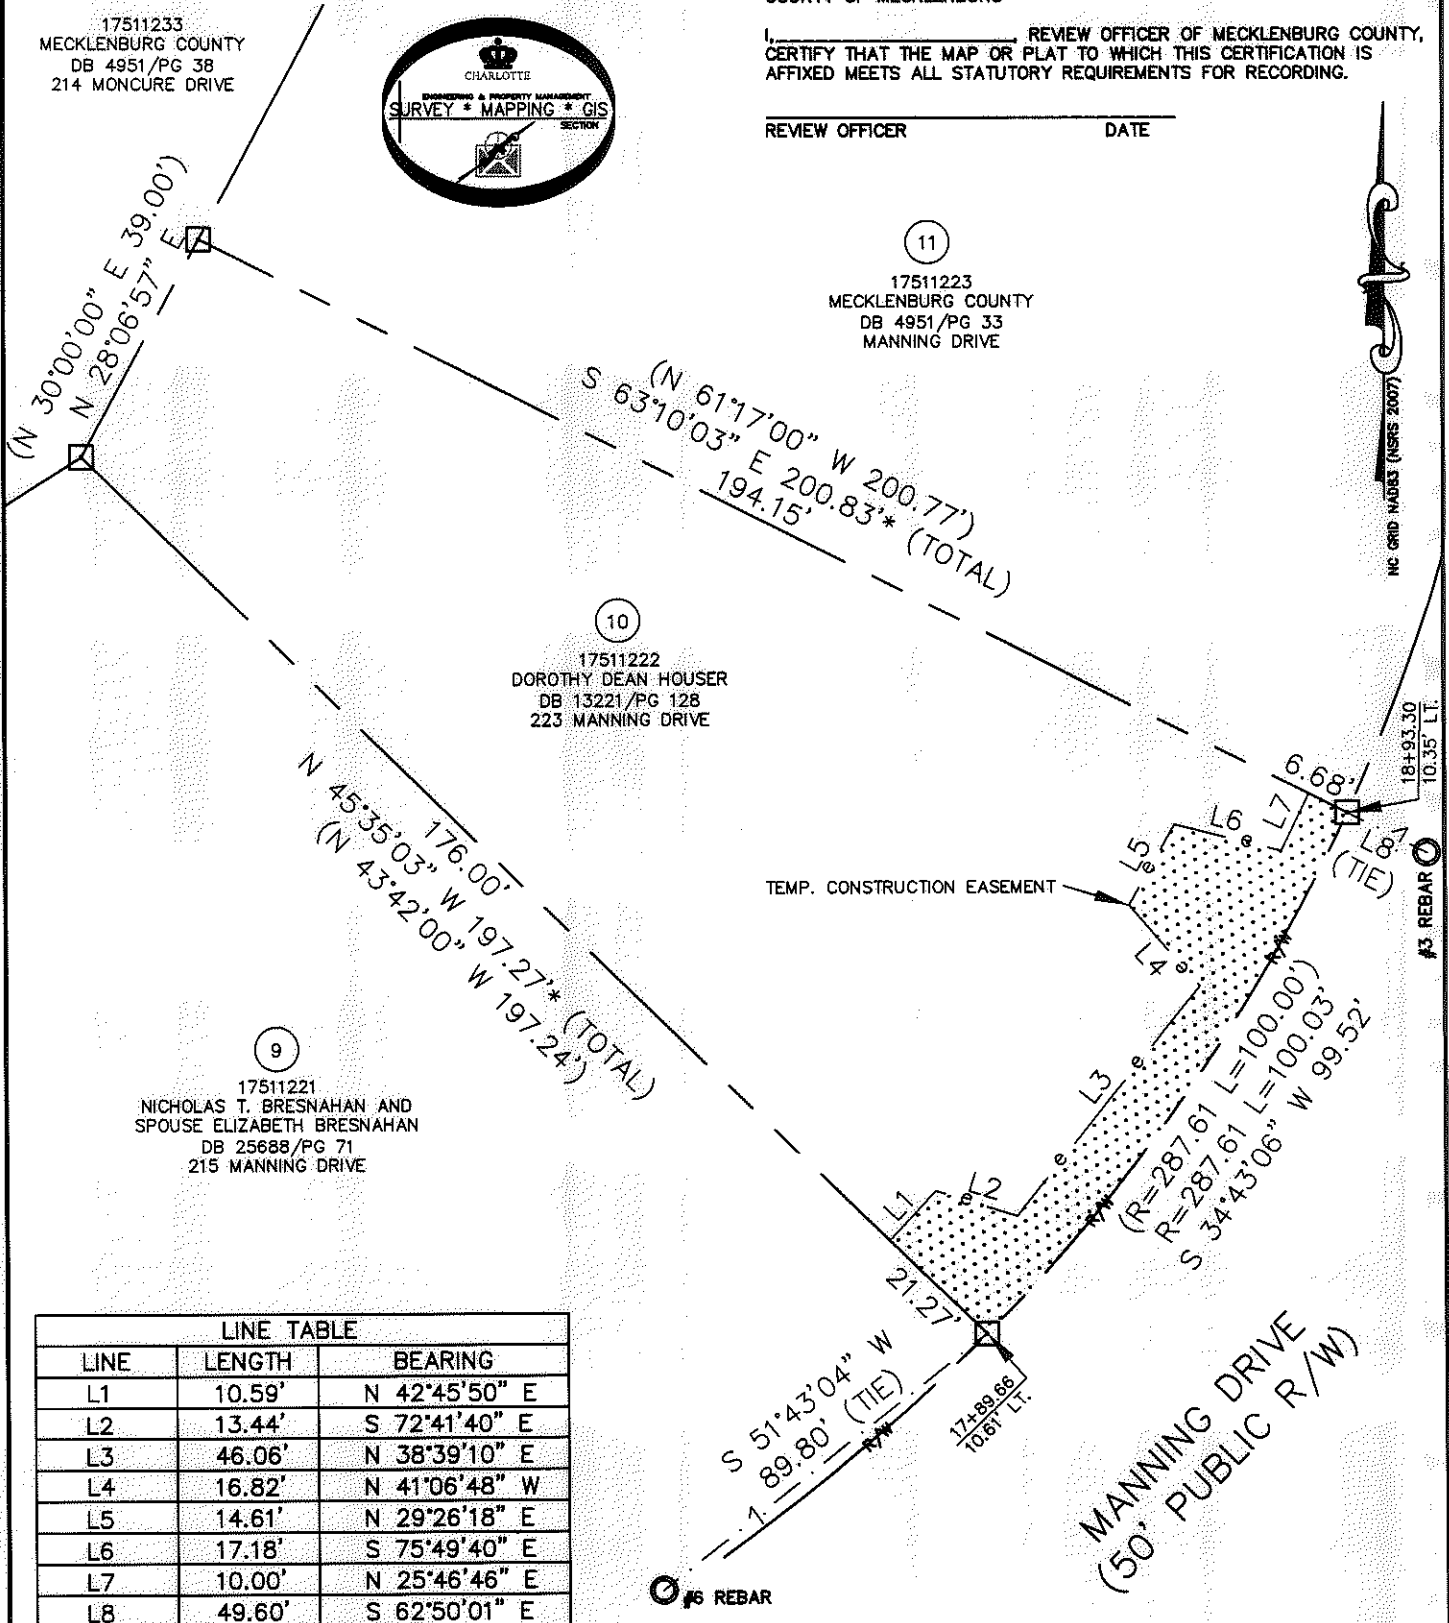 17511233
MECKLENBURG COUNTY
DB 4951/PG 38
214 MONCURE DRIVE
CHARLOTTE
ENGINEERING & PROPERTY MANAGEMENT
SURVEY * MAPPING * GIS
SECTION
COUNTY OF MECKLENBURG
I,____________________, REVIEW OFFICER OF MECKLENBURG COUNTY,
CERTIFY THAT THE MAP OR PLAT TO WHICH THIS CERTIFICATION IS
AFFIXED MEETS ALL STATUTORY REQUIREMENTS FOR RECORDING.
REVIEW OFFICER DATE
(N 30°00'00" E 39.00')
N 28°06'57" E
11
17511223
MECKLENBURG COUNTY
DB 4951/PG 33
MANNING DRIVE
NC GRID NAD83 (NSRS 2007)
(N 61°17'00" W 200.77')
S 63°10'03" E 200.83'* (TOTAL)
194.15'
10
17511222
DOROTHY DEAN HOUSER
DB 13221/PG 128
223 MANNING DRIVE
18+93.30
10.35' LT.
6.68'
L7
L6
L5
e
e
L8
(TIE)
#3 REBAR
TEMP. CONSTRUCTION EASEMENT
L4
e
R/W
176.00'
N 45°35'03" W 197.27'* (TOTAL)
(N 43°42'00" W 197.24')
9
17511221
NICHOLAS T. BRESNAHAN AND
SPOUSE ELIZABETH BRESNAHAN
DB 25688/PG 71
215 MANNING DRIVE
e
L3
e
(R=287.61 L=100.00')
R=287.61 L=100.03'
S 34°43'06" W 99.52'
R/W
L1
L2
e
21.27'
17+89.66
10.61' LT.
S 51°43'04" W
89.80' (TIE)
R/W
1
#6 REBAR
MANNING DRIVE
(50' PUBLIC R/W)
LINE TABLE
LINE LENGTH BEARING
L1 10.59' N 42°45'50" E
L2 13.44' S 72°41'40" E
L3 46.06' N 38°39'10" E
L4 16.82' N 41°06'48" W
L5 14.61' N 29°26'18" E
L6 17.18' S 75°49'40" E
L7 10.00' N 25°46'46" E
L8 49.60' S 62°50'01" E